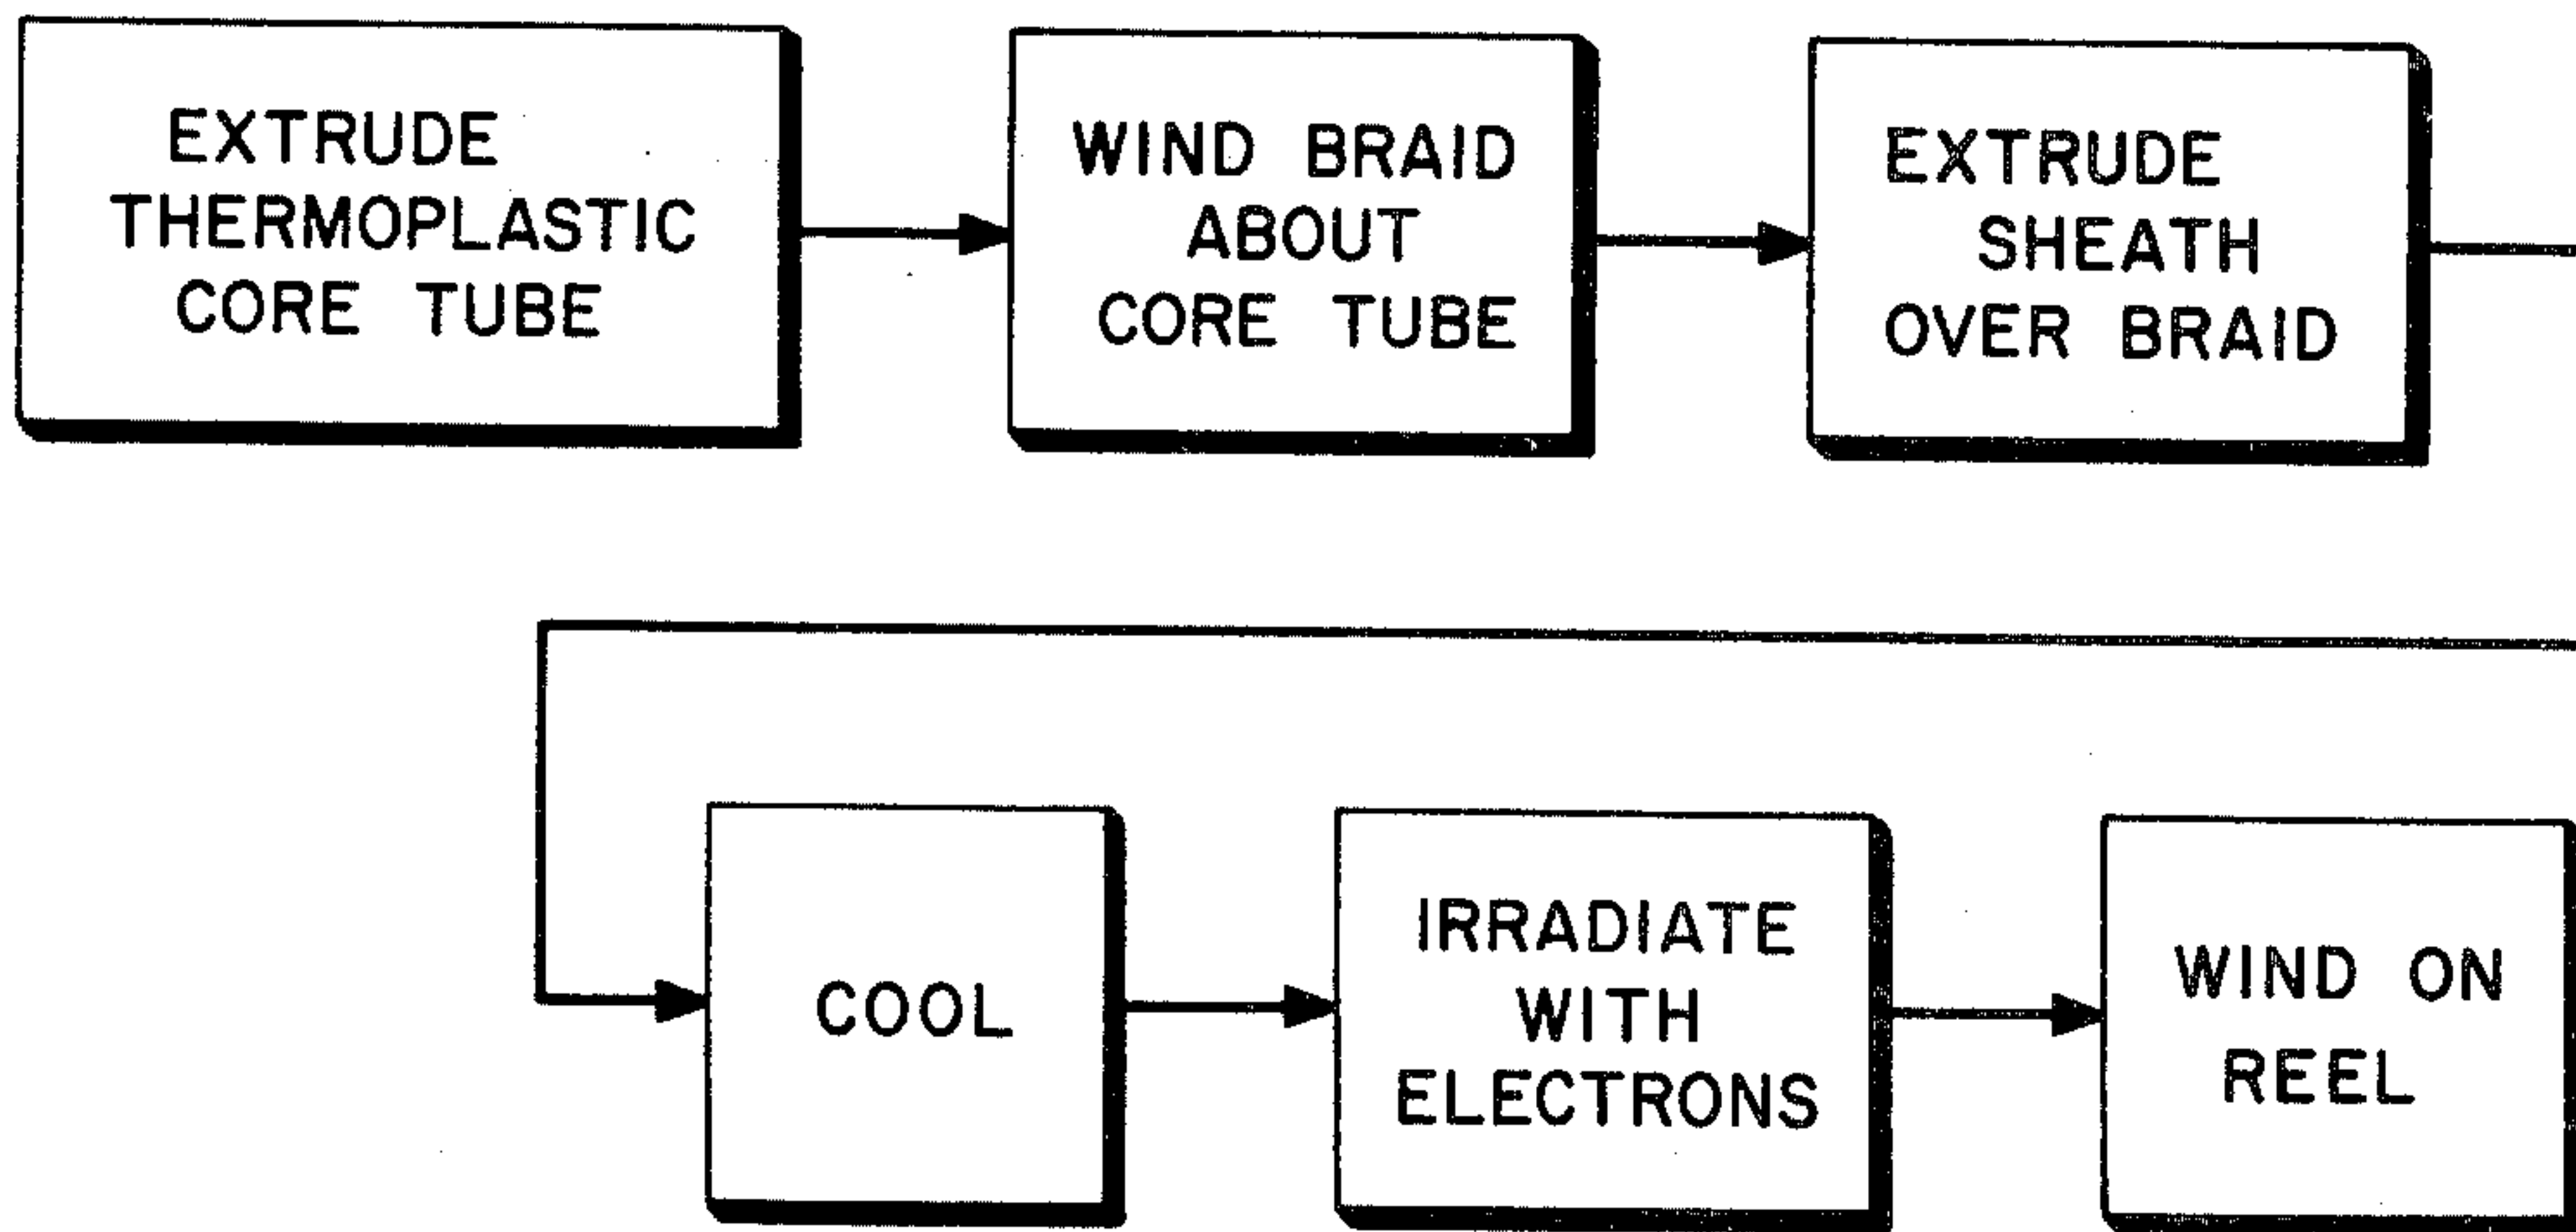 EXTRUDE
THERMOPLASTIC
CORE TUBE
WIND BRAID
ABOUT
CORE TUBE
EXTRUDE
SHEATH
OVER BRAID
COOL
IRRADIATE
WITH
ELECTRONS
WIND ON
REEL